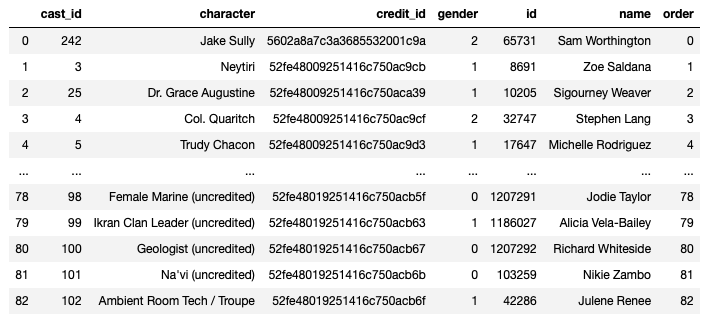 cast_id character credit_id gender id name order
0 242 Jake Sully 5602a8a7c3a3685532001c9a 2 65731 Sam Worthington 0
1 3 Neytiri 52fe48009251416c750ac9cb 1 8691 Zoe Saldana 1
2 25 Dr. Grace Augustine 52fe48009251416c750aca39 1 10205 Sigourney Weaver 2
3 4 Col. Quaritch 52fe48009251416c750ac9cf 2 32747 Stephen Lang 3
4 5 Trudy Chacon 52fe48009251416c750ac9d3 1 17647 Michelle Rodriguez 4
... ... ... ... ... ... ... ...
78 98 Female Marine (uncredited) 52fe48019251416c750acb5f 0 1207291 Jodie Taylor 78
79 99 Ikran Clan Leader (uncredited) 52fe48019251416c750acb63 1 1186027 Alicia Vela-Bailey 79
80 100 Geologist (uncredited) 52fe48019251416c750acb67 0 1207292 Richard Whiteside 80
81 101 Na'vi (uncredited) 52fe48019251416c750acb6b 0 103259 Nikie Zambo 81
82 102 Ambient Room Tech / Troupe 52fe48019251416c750acb6f 1 42286 Julene Renee 82